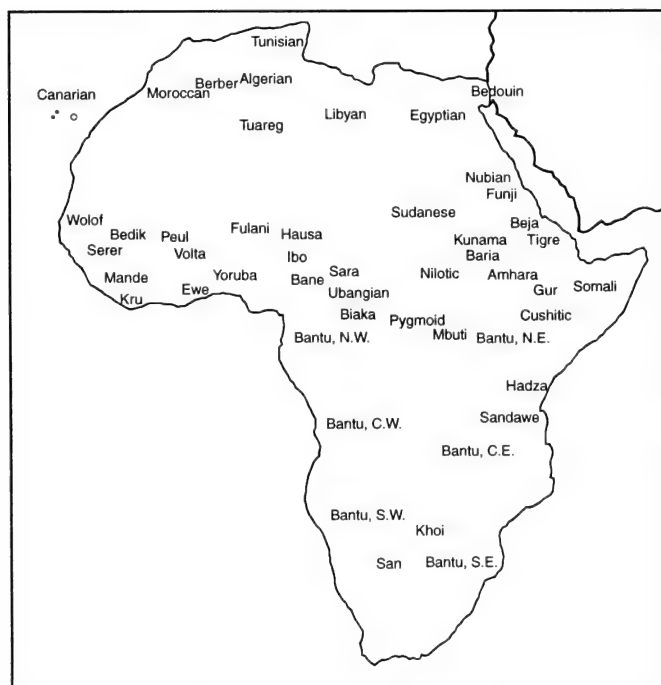 Tunisian
Berber Algerian
Canarian
Moroccan
Bedouin
Tuareg
Libyan
Egyptian
Nubian
Funji
Sudanese
Wolof
Beja
Bedik
Peul
Fulani
Hausa
Kunama
Tigre
Serer
Volta
Ibo
Baria
Mande
Yoruba
Bane
Sara
Nilotic
Amhara
Gur
Somali
Kru
Ewe
Ubangian
Biaka
Pygmoid
Cushitic
Bantu, N.W.
Mbuti
Bantu, N.E.
Hadza
Sandawe
Bantu, C.W.
Bantu, C.E.
Bantu, S.W.
Khoi
San
Bantu, S.E.